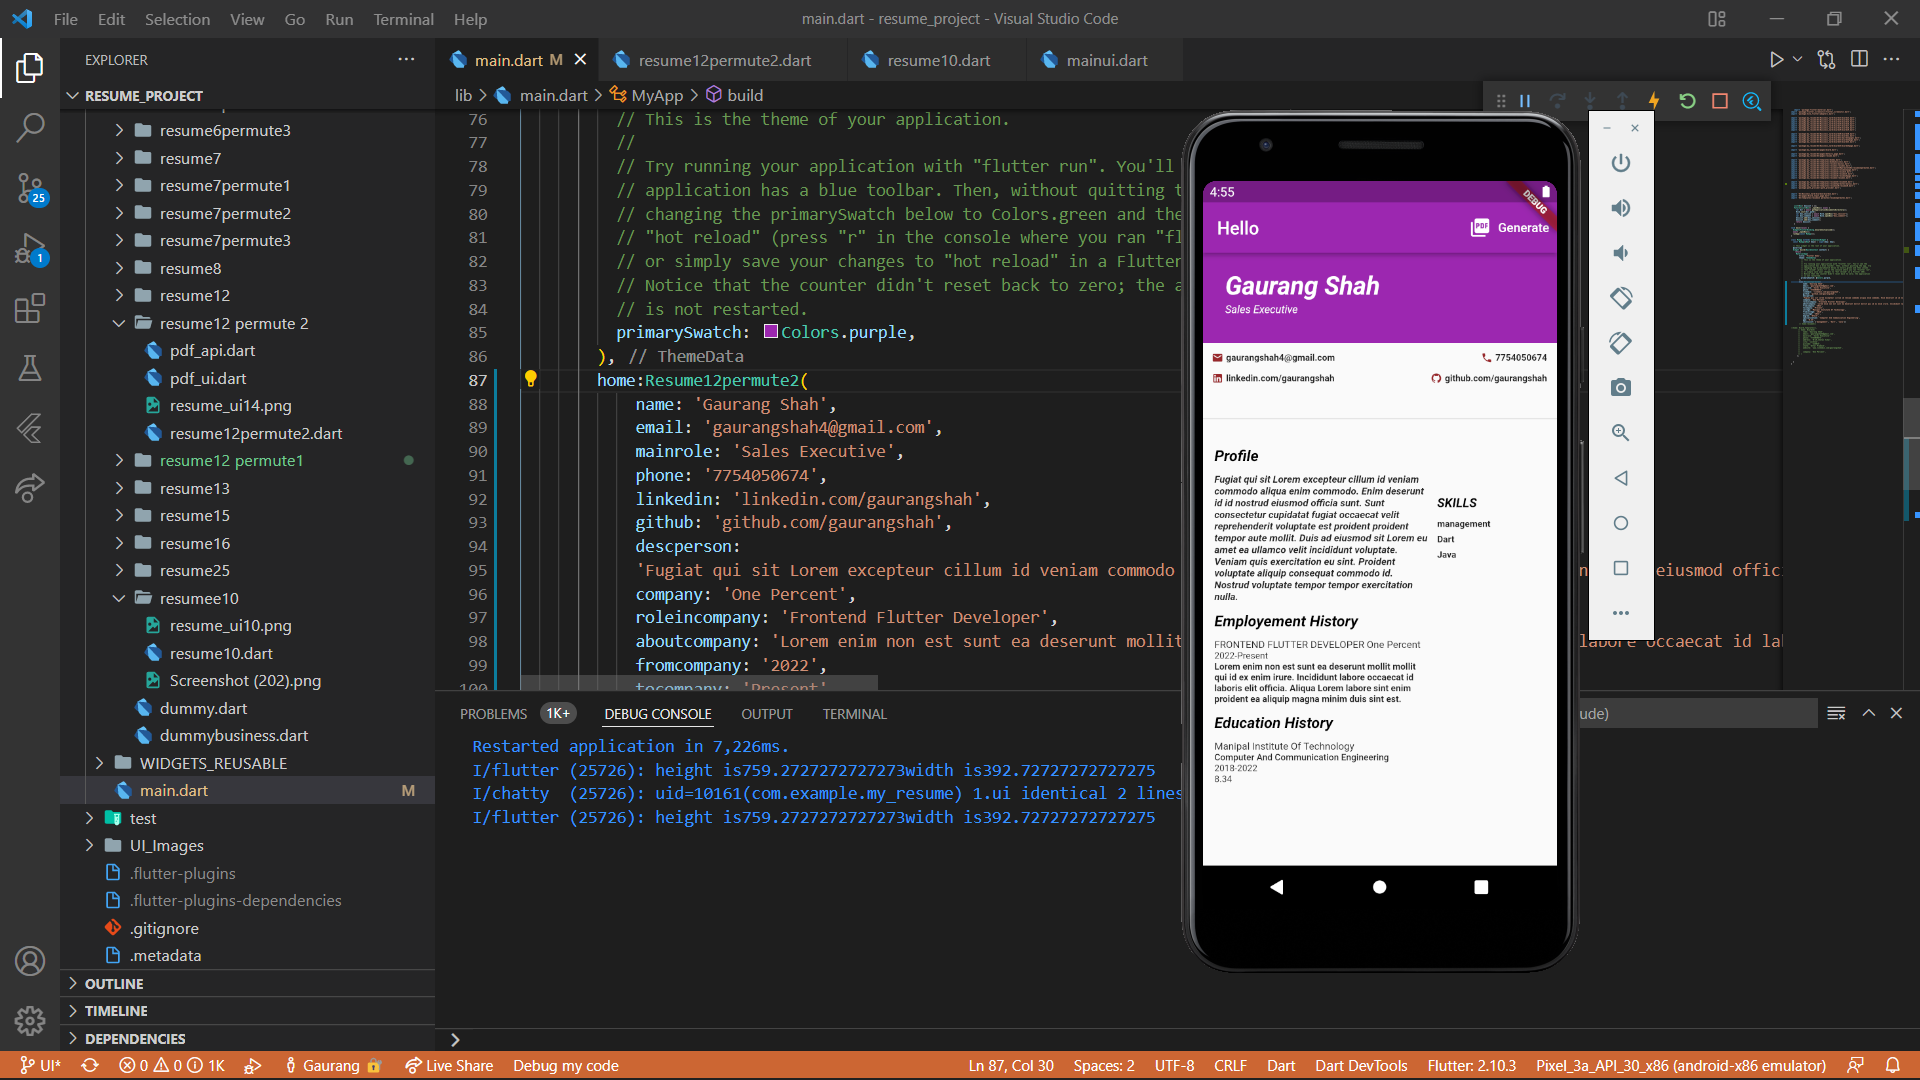 File Edit Selection View Go Run Terminal Help
main.dart - resume_project - Visual Studio Code
EXPLORER
RESUME_PROJECT
resume6permute3
resume7
resume7permute1
resume7permute2
resume7permute3
resume8
resume12
resume12 permute 2
pdf_api.dart
pdf_ui.dart
resume_ui14.png
resume12permute2.dart
resume12 permute1
resume13
resume15
resume16
resume25
resumee10
resume_ui10.png
resume10.dart
Screenshot (202).png
dummy.dart
dummybusiness.dart
WIDGETS_REUSABLE
main.dart M
test
UI_Images
.flutter-plugins
.flutter-plugins-dependencies
.gitignore
.metadata
OUTLINE
TIMELINE
DEPENDENCIES
25
1
main.dart M
resume12permute2.dart
resume10.dart
mainui.dart
lib > main.dart > MyApp > build
76 // This is the theme of your application.
77 //
78 // Try running your application with "flutter run". You'll
79 // application has a blue toolbar. Then, without quitting t
80 // changing the primarySwatch below to Colors.green and the
81 // "hot reload" (press "r" in the console where you ran "fl
82 // or simply save your changes to "hot reload" in a Flutter
83 // Notice that the counter didn't reset back to zero; the a
84 // is not restarted.
85 primarySwatch: Colors.purple,
86 ), // ThemeData
87 home:Resume12permute2(
88 name: 'Gaurang Shah',
89 email: 'gaurangshah4@gmail.com',
90 mainrole: 'Sales Executive',
91 phone: '7754050674',
92 linkedin: 'linkedin.com/gaurangshah',
93 github: 'github.com/gaurangshah',
94 descperson:
95 'Fugiat qui sit Lorem excepteur cillum id veniam commodo
eiusmod offic
96 company: 'One Percent',
97 roleincompany: 'Frontend Flutter Developer',
98 aboutcompany: 'Lorem enim non est sunt ea deserunt mollit
labore occaecat id lab
99 fromcompany: '2022',
100 tocompany: 'Present'
PROBLEMS 1K+ DEBUG CONSOLE OUTPUT TERMINAL
ude)
Restarted application in 7,226ms.
I/flutter (25726): height is759.2727272727273width is392.72727272727275
I/chatty (25726): uid=10161(com.example.my_resume) 1.ui identical 2 lines
I/flutter (25726): height is759.2727272727273width is392.72727272727275
4:55
DEBUG
Hello
PDF
Generate
Gaurang Shah
Sales Executive
gaurangshah4@gmail.com 7754050674
linkedin.com/gaurangshah github.com/gaurangshah
Profile
Fugiat qui sit Lorem excepteur cillum id veniam
commodo aliqua enim commodo. Enim deserunt
id id nostrud eiusmod officia sunt. Sunt
consectetur cupidatat fugiat occaecat velit
reprehenderit voluptate est proident proident
tempor aute mollit. Duis ad eiusmod sit Lorem eu
amet ea ullamco velit incididunt voluptate.
Veniam quis exercitation eu sint. Proident
voluptate aliquip consequat commodo id.
Nostrud voluptate tempor tempor exercitation
nulla.
SKILLS
management
Dart
Java
Employement History
FRONTEND FLUTTER DEVELOPER One Percent
2022-Present
Lorem enim non est sunt ea deserunt mollit mollit
qui id ex enim irure. Incididunt labore occaecat id
laboris elit officia. Aliqua Lorem labore sint enim
proident ea aliquip magna minim duis sint est.
Education History
Manipal Institute Of Technology
Computer And Communication Engineering
2018-2022
8.34
UI* 0 0 1K Gaurang Live Share Debug my code
Ln 87, Col 30 Spaces: 2 UTF-8 CRLF Dart Dart DevTools Flutter: 2.10.3 Pixel_3a_API_30_x86 (android-x86 emulator)